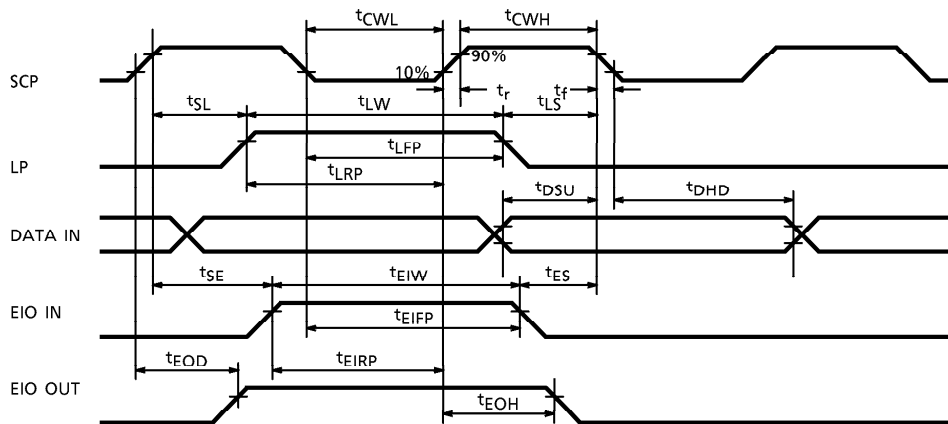 tCWL tCWH
SCP 10% 90%
tr tf
tSL tLW tLS
LP tLFP
tLRP
tDSU tDHD
DATA IN
tSE tEIW tES
EIO IN tEIFP
tEOD tEIRP
EIO OUT tEOH